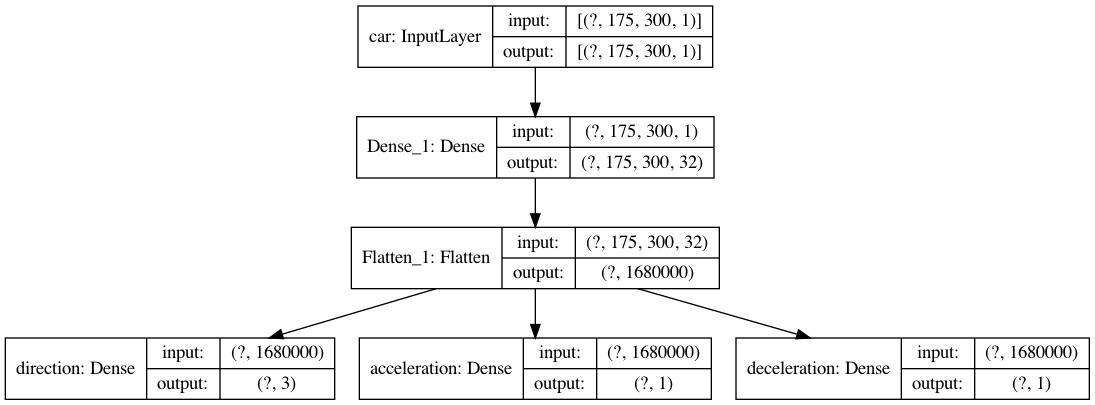 car: InputLayer
input:
[(?, 175, 300, 1)]
output:
[(?, 175, 300, 1)]
Dense_1: Dense
input:
(?, 175, 300, 1)
output:
(?, 175, 300, 32)
Flatten_1: Flatten
input:
(?, 175, 300, 32)
output:
(?, 1680000)
direction: Dense
input:
(?, 1680000)
output:
(?, 3)
acceleration: Dense
input:
(?, 1680000)
output:
(?, 1)
deceleration: Dense
input:
(?, 1680000)
output:
(?, 1)